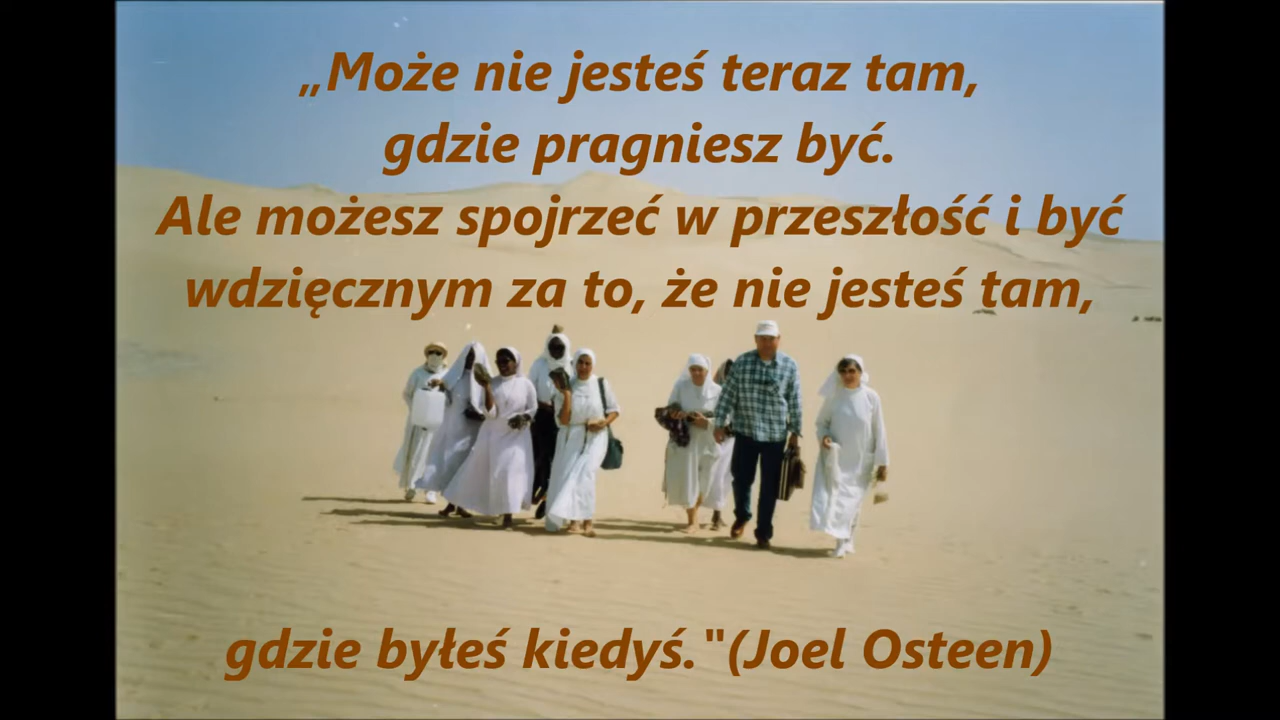 „Może nie jesteś teraz tam,
gdzie pragniesz być.
Ale możesz spojrzeć w przeszłość i być
wdzięcznym za to, że nie jesteś tam,
gdzie byłeś kiedyś."(Joel Osteen)